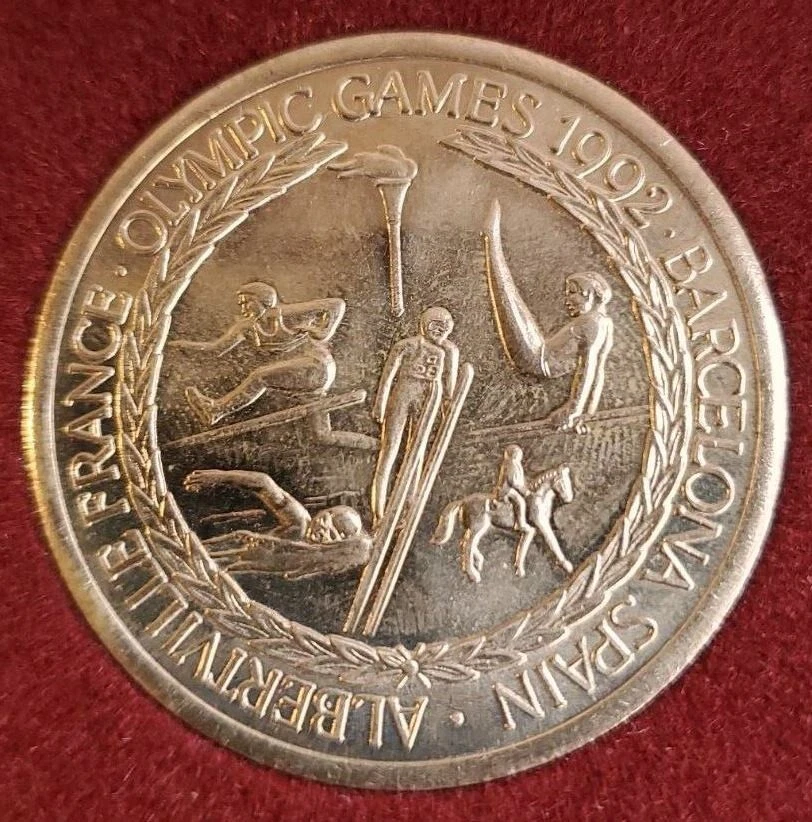 OLYMPIC GAMES 1992 · BARCELONA SPAIN · ALBERTVILLE FRANCE ·